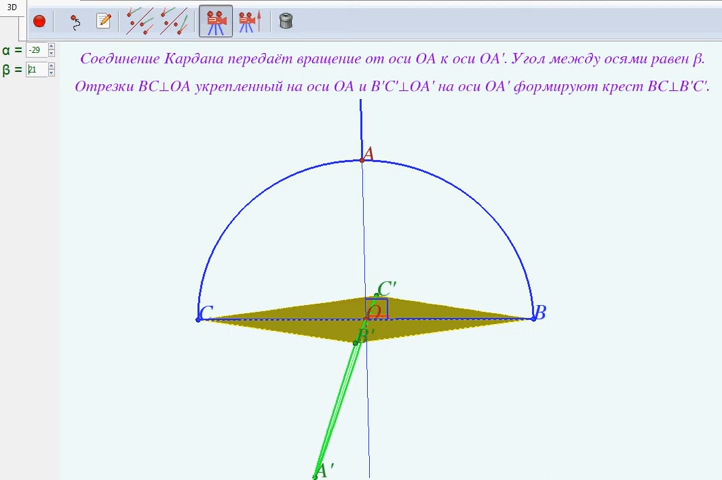 3D
α = -29
β = 21
Соединение Кардана передаёт вращение от оси OA к оси OA'. Угол между осями равен β.
Отрезки BC⊥OA укрепленный на оси OA и B'C'⊥OA' на оси OA' формируют крест BC⊥B'C'.
A
C'
C
O
B
B'
A'